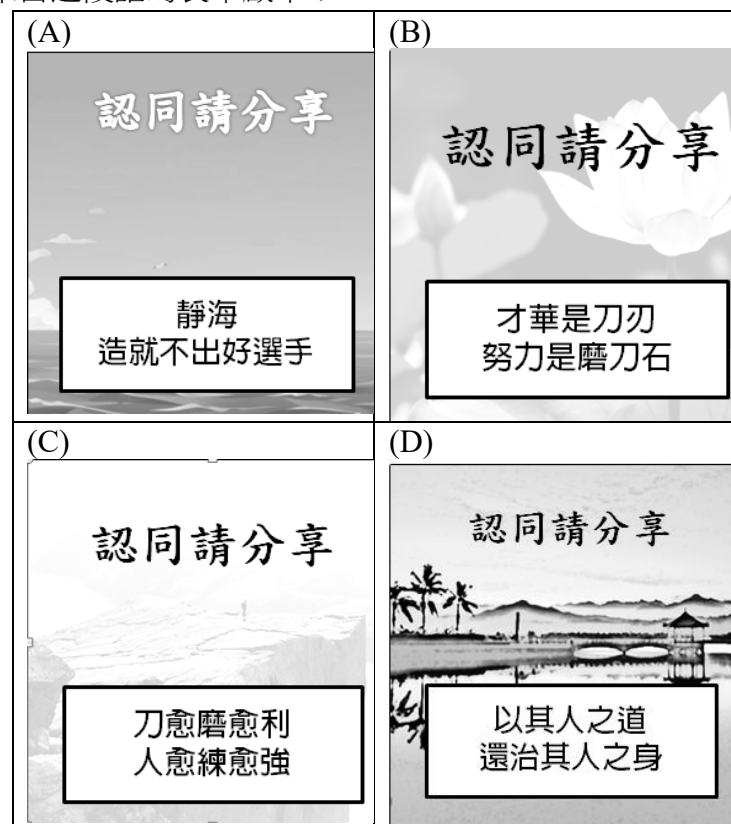 (A)
認同請分享
靜海
造就不出好選手
(B)
認同請分享
才華是刀刃
努力是磨刀石
(C)
認同請分享
刀愈磨愈利
人愈練愈強
(D)
認同請分享
以其人之道
還治其人之身